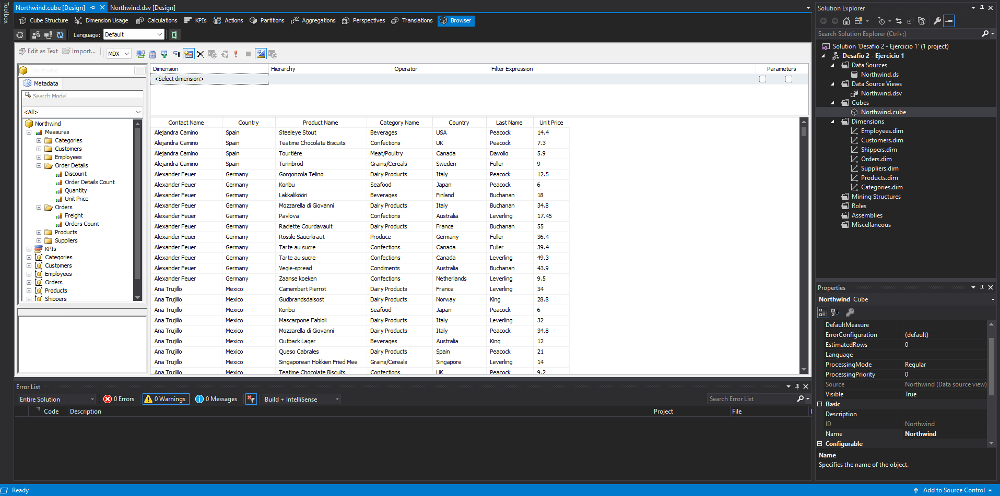 Toolbox
Northwind.cube [Design] Northwind.dsv [Design]
Cube Structure Dimension Usage Calculations KPIs Actions Partitions Aggregations Perspectives Translations Browser
Language: Default
Edit as Text Import... MDX
Northwind
Metadata
Search Model
<All>
Northwind
Measures
Categories
Customers
Employees
Order Details
Discount
Order Details Count
Quantity
Unit Price
Orders
Freight
Orders Count
Products
Suppliers
KPIs
Categories
Customers
Employees
Orders
Products
Shippers
Dimension Hierarchy Operator Filter Expression Parameters
<Select dimension>
Contact Name Country Product Name Category Name Country Last Name Unit Price
Alejandra Camino Spain Steeleye Stout Beverages USA Peacock 14.4
Alejandra Camino Spain Teatime Chocolate Biscuits Confections UK Peacock 7.3
Alejandra Camino Spain Tourtière Meat/Poultry Canada Davolio 5.9
Alejandra Camino Spain Tunnbröd Grains/Cereals Sweden Fuller 9
Alexander Feuer Germany Gorgonzola Telino Dairy Products Italy Peacock 12.5
Alexander Feuer Germany Konbu Seafood Japan Peacock 6
Alexander Feuer Germany Lakkalikööri Beverages Finland Buchanan 18
Alexander Feuer Germany Mozzarella di Giovanni Dairy Products Italy Buchanan 34.8
Alexander Feuer Germany Pavlova Confections Australia Leverling 17.45
Alexander Feuer Germany Raclette Courdavault Dairy Products France Buchanan 55
Alexander Feuer Germany Rössle Sauerkraut Produce Germany Fuller 36.4
Alexander Feuer Germany Tarte au sucre Confections Canada Fuller 39.4
Alexander Feuer Germany Tarte au sucre Confections Canada Leverling 49.3
Alexander Feuer Germany Vegie-spread Condiments Australia Buchanan 43.9
Alexander Feuer Germany Zaanse koeken Confections Netherlands Leverling 9.5
Ana Trujillo Mexico Camembert Pierrot Dairy Products France Leverling 34
Ana Trujillo Mexico Gudbrandsdalsost Dairy Products Norway King 28.8
Ana Trujillo Mexico Konbu Seafood Japan Peacock 6
Ana Trujillo Mexico Mascarpone Fabioli Dairy Products Italy Leverling 32
Ana Trujillo Mexico Mozzarella di Giovanni Dairy Products Italy Peacock 34.8
Ana Trujillo Mexico Outback Lager Beverages Australia King 12
Ana Trujillo Mexico Queso Cabrales Dairy Products Spain Peacock 21
Ana Trujillo Mexico Singaporean Hokkien Fried Mee Grains/Cereals Singapore Leverling 14
Ana Trujillo Mexico Teatime Chocolate Biscuits Confections UK Peacock 9.2
Error List
Entire Solution 0 Errors 0 Warnings 0 Messages Build + IntelliSense Search Error List
Code Description Project File
Solution Explorer
Search Solution Explorer (Ctrl+;)
Solution 'Desafio 2 - Ejercicio 1' (1 project)
Desafio 2 - Ejercicio 1
Data Sources
Northwind.ds
Data Source Views
Northwind.dsv
Cubes
Northwind.cube
Dimensions
Employees.dim
Customers.dim
Shippers.dim
Orders.dim
Suppliers.dim
Products.dim
Categories.dim
Mining Structures
Roles
Assemblies
Miscellaneous
Properties
Northwind Cube
DefaultMeasure
ErrorConfiguration (default)
EstimatedRows 0
Language
ProcessingMode Regular
ProcessingPriority 0
Source Northwind (Data source view)
Visible True
Basic
Description
ID Northwind
Name Northwind
Configurable
Name
Specifies the name of the object.
Ready Add to Source Control